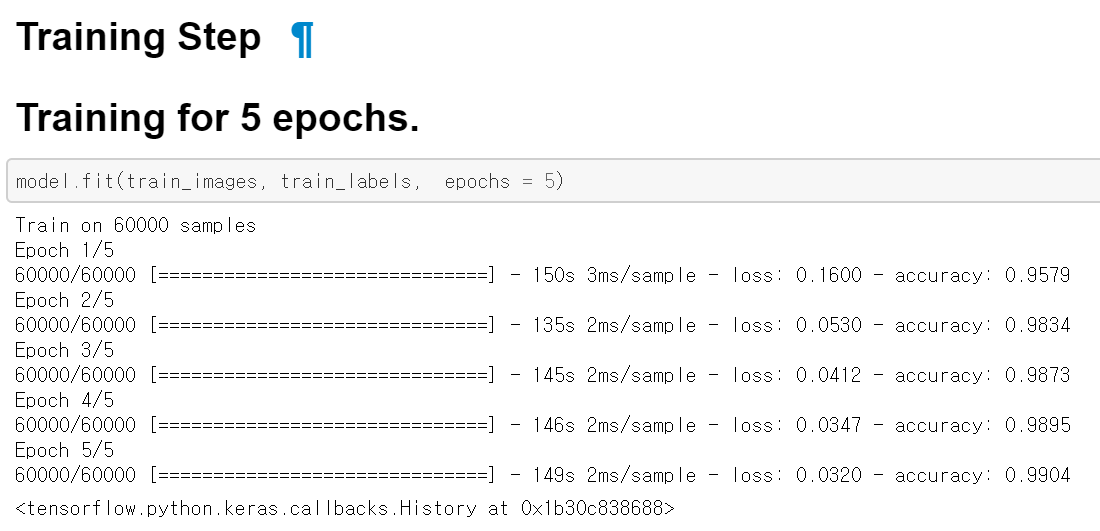 Training Step ¶
Training for 5 epochs.
model.fit(train_images, train_labels,  epochs = 5)
Train on 60000 samples
Epoch 1/5
60000/60000 [==============================] - 150s 3ms/sample - loss: 0.1600 - accuracy: 0.9579
Epoch 2/5
60000/60000 [==============================] - 135s 2ms/sample - loss: 0.0530 - accuracy: 0.9834
Epoch 3/5
60000/60000 [==============================] - 145s 2ms/sample - loss: 0.0412 - accuracy: 0.9873
Epoch 4/5
60000/60000 [==============================] - 146s 2ms/sample - loss: 0.0347 - accuracy: 0.9895
Epoch 5/5
60000/60000 [==============================] - 149s 2ms/sample - loss: 0.0320 - accuracy: 0.9904
<tensorflow.python.keras.callbacks.History at 0x1b30c838688>